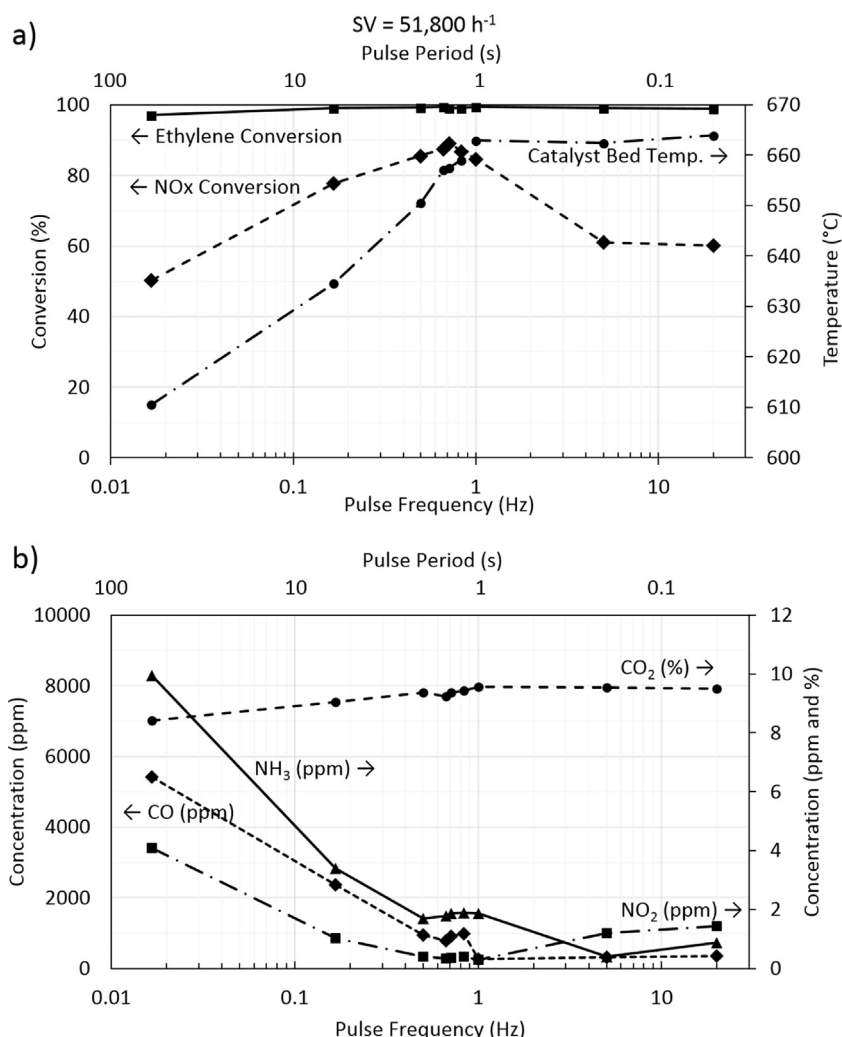 a)
SV = 51,800 h⁻¹
Pulse Period (s)
100 10 1 0.1
100 670
← Ethylene Conversion
Catalyst Bed Temp. →
80 660
← NOx Conversion
650
60
640
40 630
620
20
610
0 600
Conversion (%)
Temperature (°C)
0.01 0.1 1 10
Pulse Frequency (Hz)
b)
Pulse Period (s)
100 10 1 0.1
10000 12
CO₂ (%) →
8000 10
8
6000
NH₃ (ppm) →
6
← CO (ppm)
4000
4
2000
NO₂ (ppm) →
2
0 0
Concentration (ppm)
Concentration (ppm and %)
0.01 0.1 1 10
Pulse Frequency (Hz)